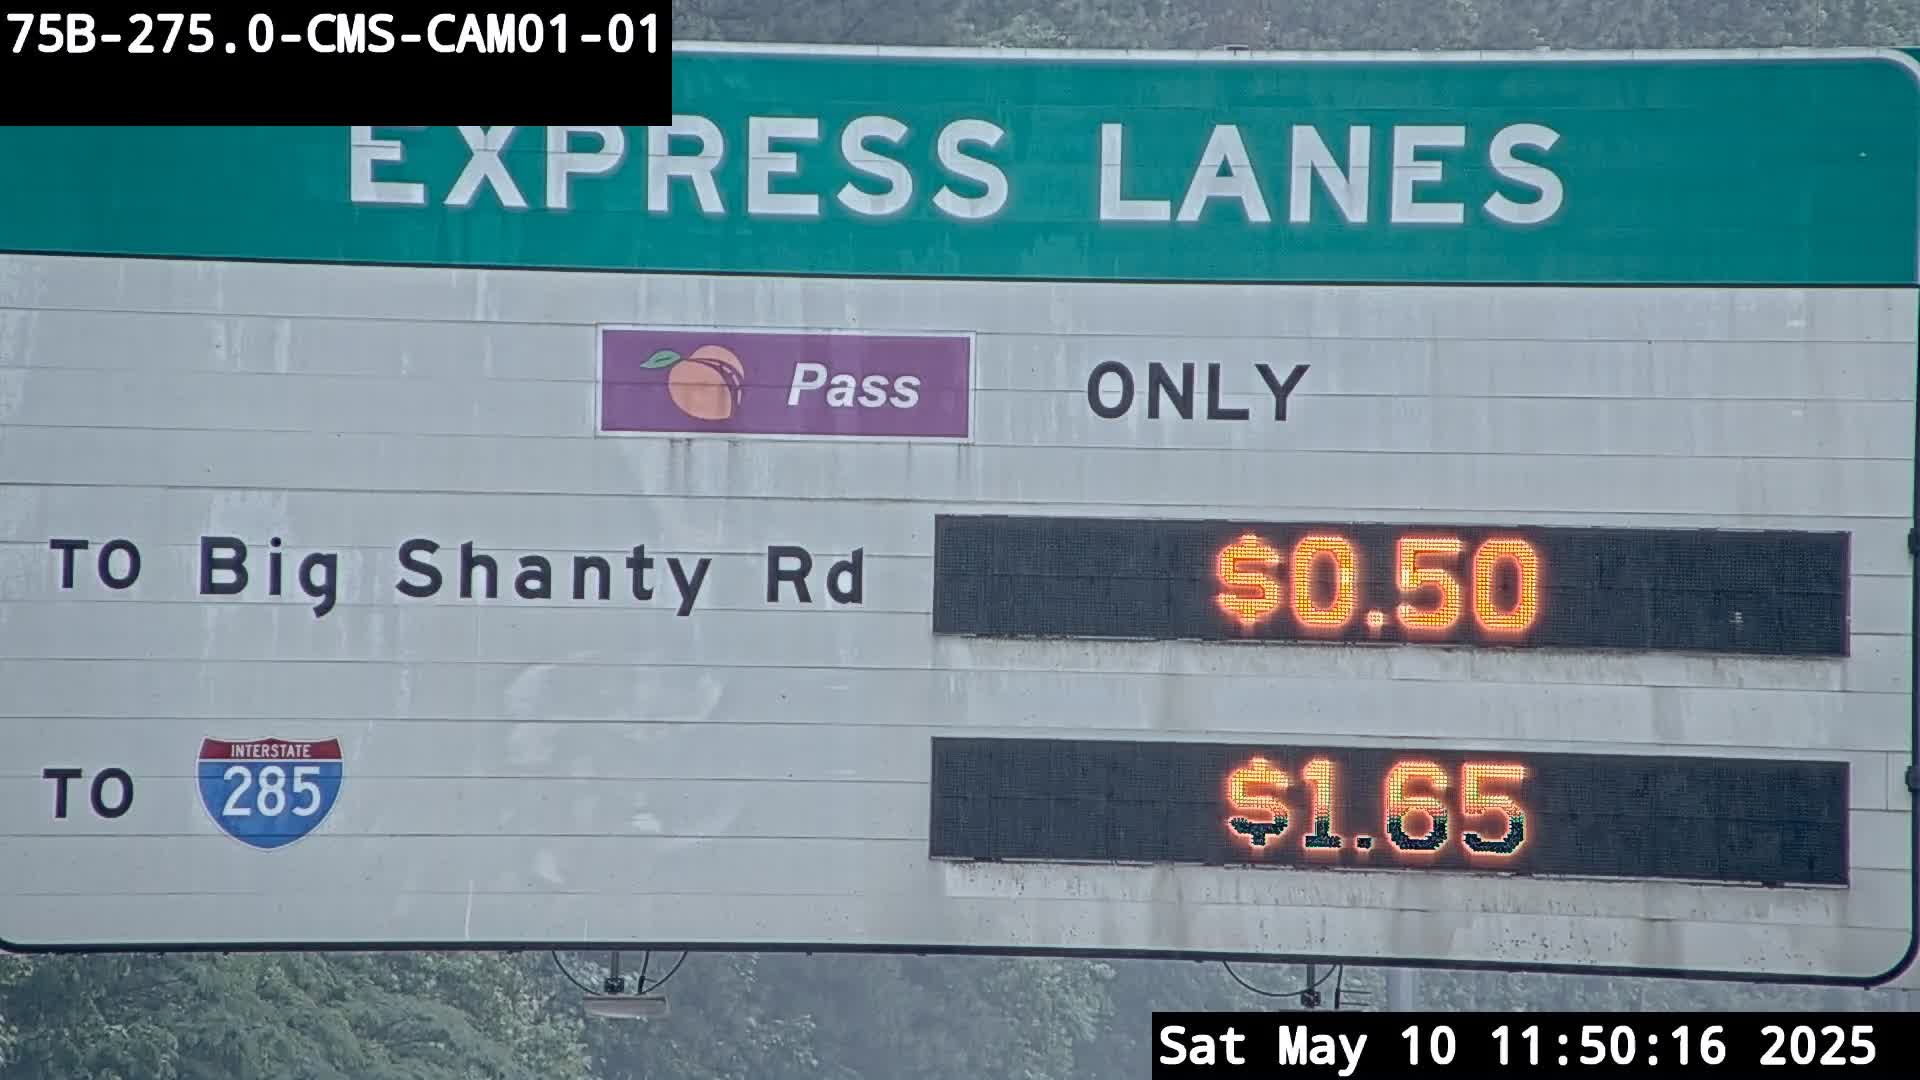 75B-275.0-CMS-CAM01-01
EXPRESS LANES
Pass ONLY
TO Big Shanty Rd $0.50
INTERSTATE
TO 285 $1.65
Sat May 10 11:50:16 2025